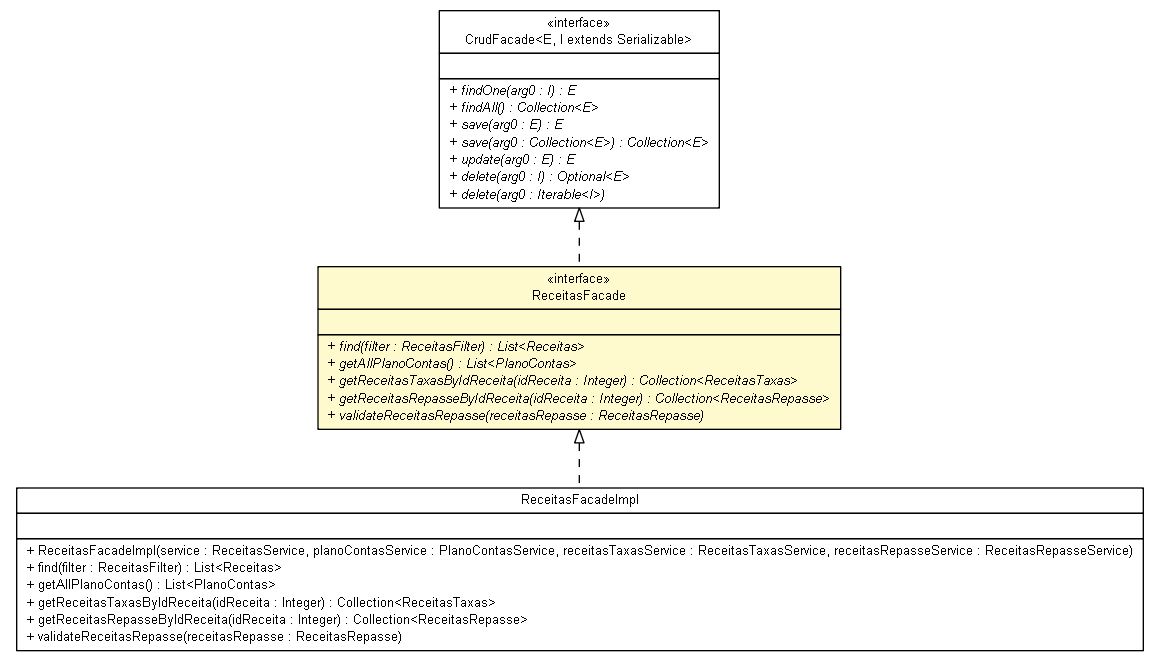 «interface»
CrudFacade<E, I extends Serializable>
+ findOne(arg0 : I) : E
+ findAll() : Collection<E>
+ save(arg0 : E) : E
+ save(arg0 : Collection<E>) : Collection<E>
+ update(arg0 : E) : E
+ delete(arg0 : I) : Optional<E>
+ delete(arg0 : Iterable<I>)
«interface»
ReceitasFacade
+ find(filter : ReceitasFilter) : List<Receitas>
+ getAllPlanoContas() : List<PlanoContas>
+ getReceitasTaxasByIdReceita(idReceita : Integer) : Collection<ReceitasTaxas>
+ getReceitasRepasseByIdReceita(idReceita : Integer) : Collection<ReceitasRepasse>
+ validateReceitasRepasse(receitasRepasse : ReceitasRepasse)
ReceitasFacadeImpl
+ ReceitasFacadeImpl(service : ReceitasService, planoContasService : PlanoContasService, receitasTaxasService : ReceitasTaxasService, receitasRepasseService : ReceitasRepasseService)
+ find(filter : ReceitasFilter) : List<Receitas>
+ getAllPlanoContas() : List<PlanoContas>
+ getReceitasTaxasByIdReceita(idReceita : Integer) : Collection<ReceitasTaxas>
+ getReceitasRepasseByIdReceita(idReceita : Integer) : Collection<ReceitasRepasse>
+ validateReceitasRepasse(receitasRepasse : ReceitasRepasse)